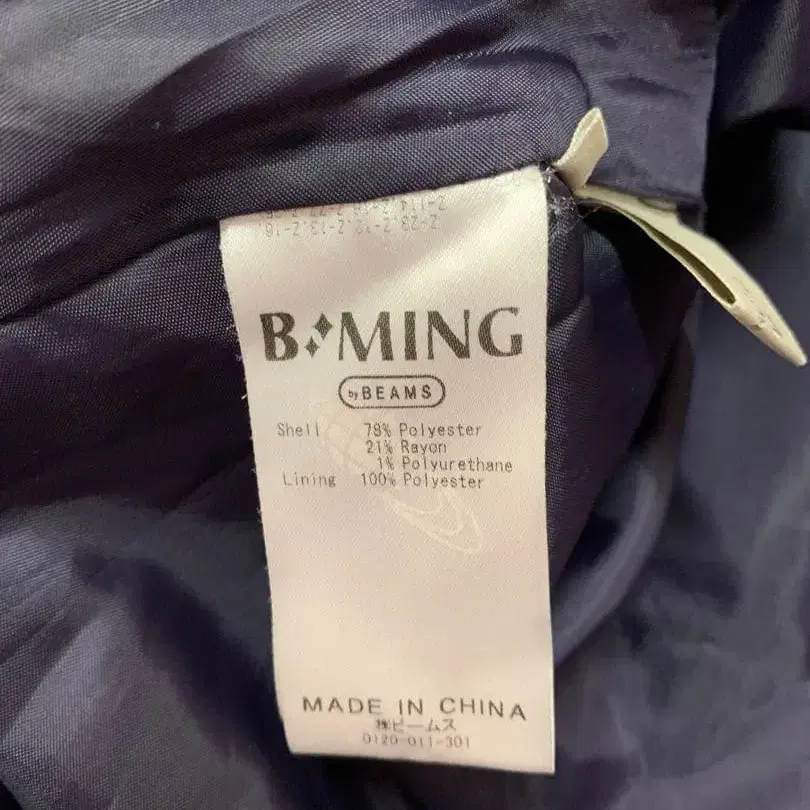 B MING
by BEAMS
Shell 78% Polyester
21% Rayon
1% Polyurethane
Lining 100% Polyester
MADE IN CHINA
㈱ビームス
0120-011-301